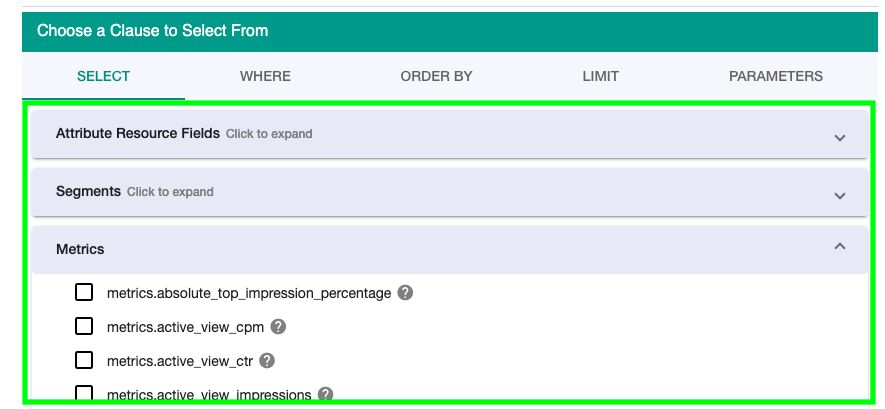 Choose a Clause to Select From
SELECT WHERE ORDER BY LIMIT PARAMETERS
Attribute Resource Fields Click to expand
Segments Click to expand
Metrics
metrics.absolute_top_impression_percentage ?
metrics.active_view_cpm ?
metrics.active_view_ctr ?
metrics.active_view_impressions ?